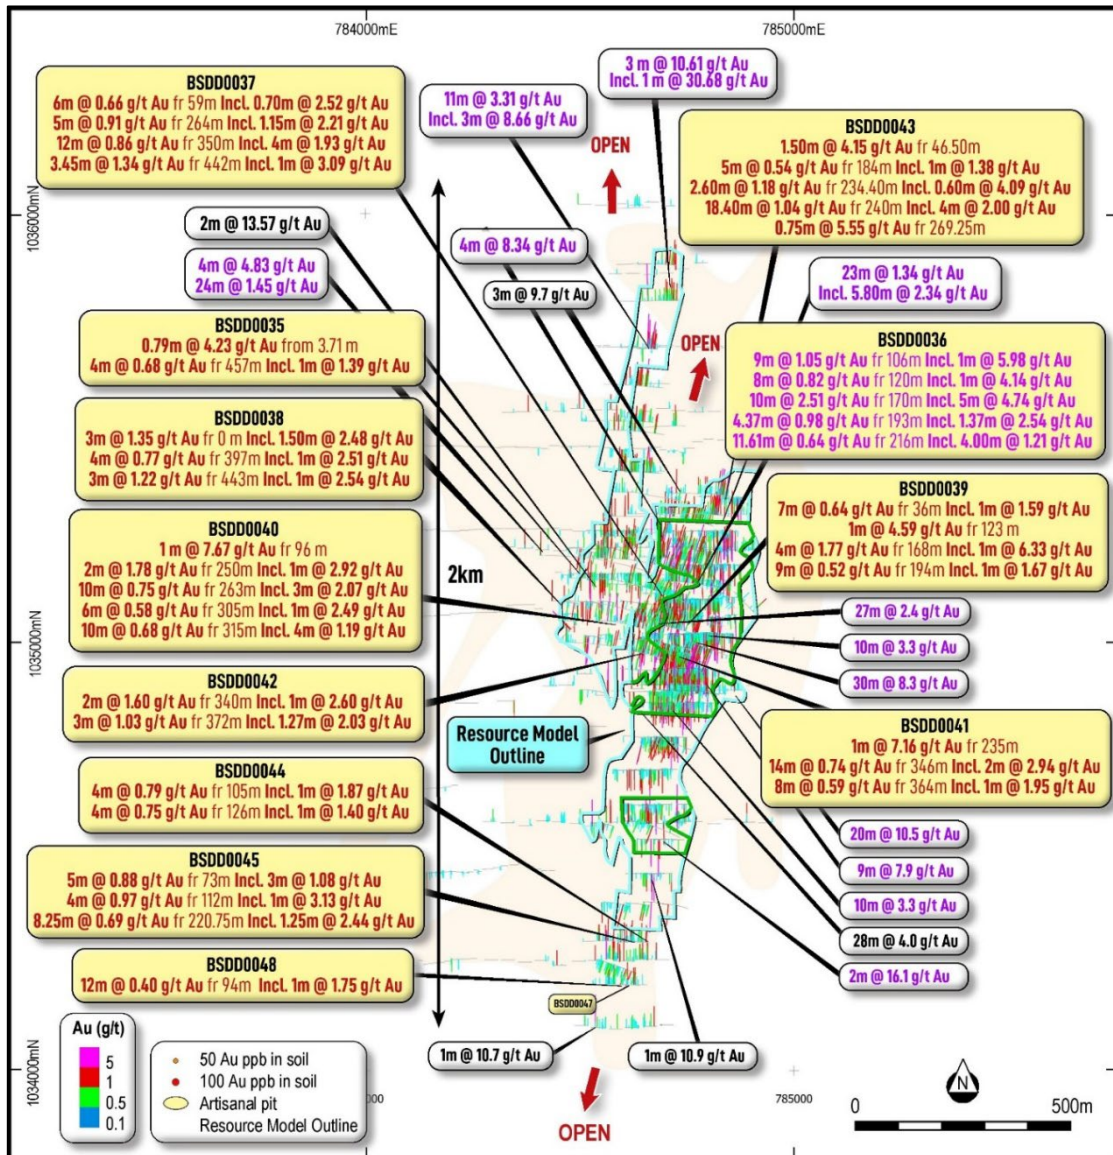 784000mE
785000mE
3 m @ 10.61 g/t Au
Incl. 1 m @ 30.68 g/t Au
BSDD0037
6m @ 0.66 g/t Au fr 59m Incl. 0.70m @ 2.52 g/t Au
5m @ 0.91 g/t Au fr 264m Incl. 1.15m @ 2.21 g/t Au
12m @ 0.86 g/t Au fr 350m Incl. 4m @ 1.93 g/t Au
3.45m @ 1.34 g/t Au fr 442m Incl. 1m @ 3.09 g/t Au
11m @ 3.31 g/t Au
Incl. 3m @ 8.66 g/t Au
OPEN
BSDD0043
1.50m @ 4.15 g/t Au fr 46.50m
5m @ 0.54 g/t Au fr 184m Incl. 1m @ 1.38 g/t Au
2.60m @ 1.18 g/t Au fr 234.40m Incl. 0.60m @ 4.09 g/t Au
18.40m @ 1.04 g/t Au fr 240m Incl. 4m @ 2.00 g/t Au
0.75m @ 5.55 g/t Au fr 269.25m
1036000mN
2m @ 13.57 g/t Au
4m @ 4.83 g/t Au
24m @ 1.45 g/t Au
4m @ 8.34 g/t Au
3m @ 9.7 g/t Au
23m @ 1.34 g/t Au
Incl. 5.80m @ 2.34 g/t Au
OPEN
BSDD0035
0.79m @ 4.23 g/t Au from 3.71 m
4m @ 0.68 g/t Au fr 457m Incl. 1m @ 1.39 g/t Au
BSDD0036
9m @ 1.05 g/t Au fr 106m Incl. 1m @ 5.98 g/t Au
8m @ 0.82 g/t Au fr 120m Incl. 1m @ 4.14 g/t Au
10m @ 2.51 g/t Au fr 170m Incl. 5m @ 4.74 g/t Au
4.37m @ 0.98 g/t Au fr 193m Incl. 1.37m @ 2.54 g/t Au
11.61m @ 0.64 g/t Au fr 216m Incl. 4.00m @ 1.21 g/t Au
BSDD0038
3m @ 1.35 g/t Au fr 0 m Incl. 1.50m @ 2.48 g/t Au
4m @ 0.77 g/t Au fr 397m Incl. 1m @ 2.51 g/t Au
3m @ 1.22 g/t Au fr 443m Incl. 1m @ 2.54 g/t Au
BSDD0039
7m @ 0.64 g/t Au fr 36m Incl. 1m @ 1.59 g/t Au
1m @ 4.59 g/t Au fr 123 m
4m @ 1.77 g/t Au fr 168m Incl. 1m @ 6.33 g/t Au
9m @ 0.52 g/t Au fr 194m Incl. 1m @ 1.67 g/t Au
BSDD0040
1 m @ 7.67 g/t Au fr 96 m
2m @ 1.78 g/t Au fr 250m Incl. 1m @ 2.92 g/t Au
10m @ 0.75 g/t Au fr 263m Incl. 3m @ 2.07 g/t Au
6m @ 0.58 g/t Au fr 305m Incl. 1m @ 2.49 g/t Au
10m @ 0.68 g/t Au fr 315m Incl. 4m @ 1.19 g/t Au
2km
27m @ 2.4 g/t Au
10m @ 3.3 g/t Au
30m @ 8.3 g/t Au
1035000mN
BSDD0042
2m @ 1.60 g/t Au fr 340m Incl. 1m @ 2.60 g/t Au
3m @ 1.03 g/t Au fr 372m Incl. 1.27m @ 2.03 g/t Au
Resource Model
Outline
BSDD0041
1m @ 7.16 g/t Au fr 235m
14m @ 0.74 g/t Au fr 346m Incl. 2m @ 2.94 g/t Au
8m @ 0.59 g/t Au fr 364m Incl. 1m @ 1.95 g/t Au
BSDD0044
4m @ 0.79 g/t Au fr 105m Incl. 1m @ 1.87 g/t Au
4m @ 0.75 g/t Au fr 126m Incl. 1m @ 1.40 g/t Au
20m @ 10.5 g/t Au
9m @ 7.9 g/t Au
10m @ 3.3 g/t Au
28m @ 4.0 g/t Au
2m @ 16.1 g/t Au
BSDD0045
5m @ 0.88 g/t Au fr 73m Incl. 3m @ 1.08 g/t Au
4m @ 0.97 g/t Au fr 112m Incl. 1m @ 3.13 g/t Au
8.25m @ 0.69 g/t Au fr 220.75m Incl. 1.25m @ 2.44 g/t Au
BSDD0048
12m @ 0.40 g/t Au fr 94m Incl. 1m @ 1.75 g/t Au
BSDD0047
1m @ 10.7 g/t Au
1m @ 10.9 g/t Au
OPEN
1034000mN
Au (g/t)
5
1
0.5
0.1
50 Au ppb in soil
100 Au ppb in soil
Artisanal pit
Resource Model Outline
000
785000mE
N
0
500m